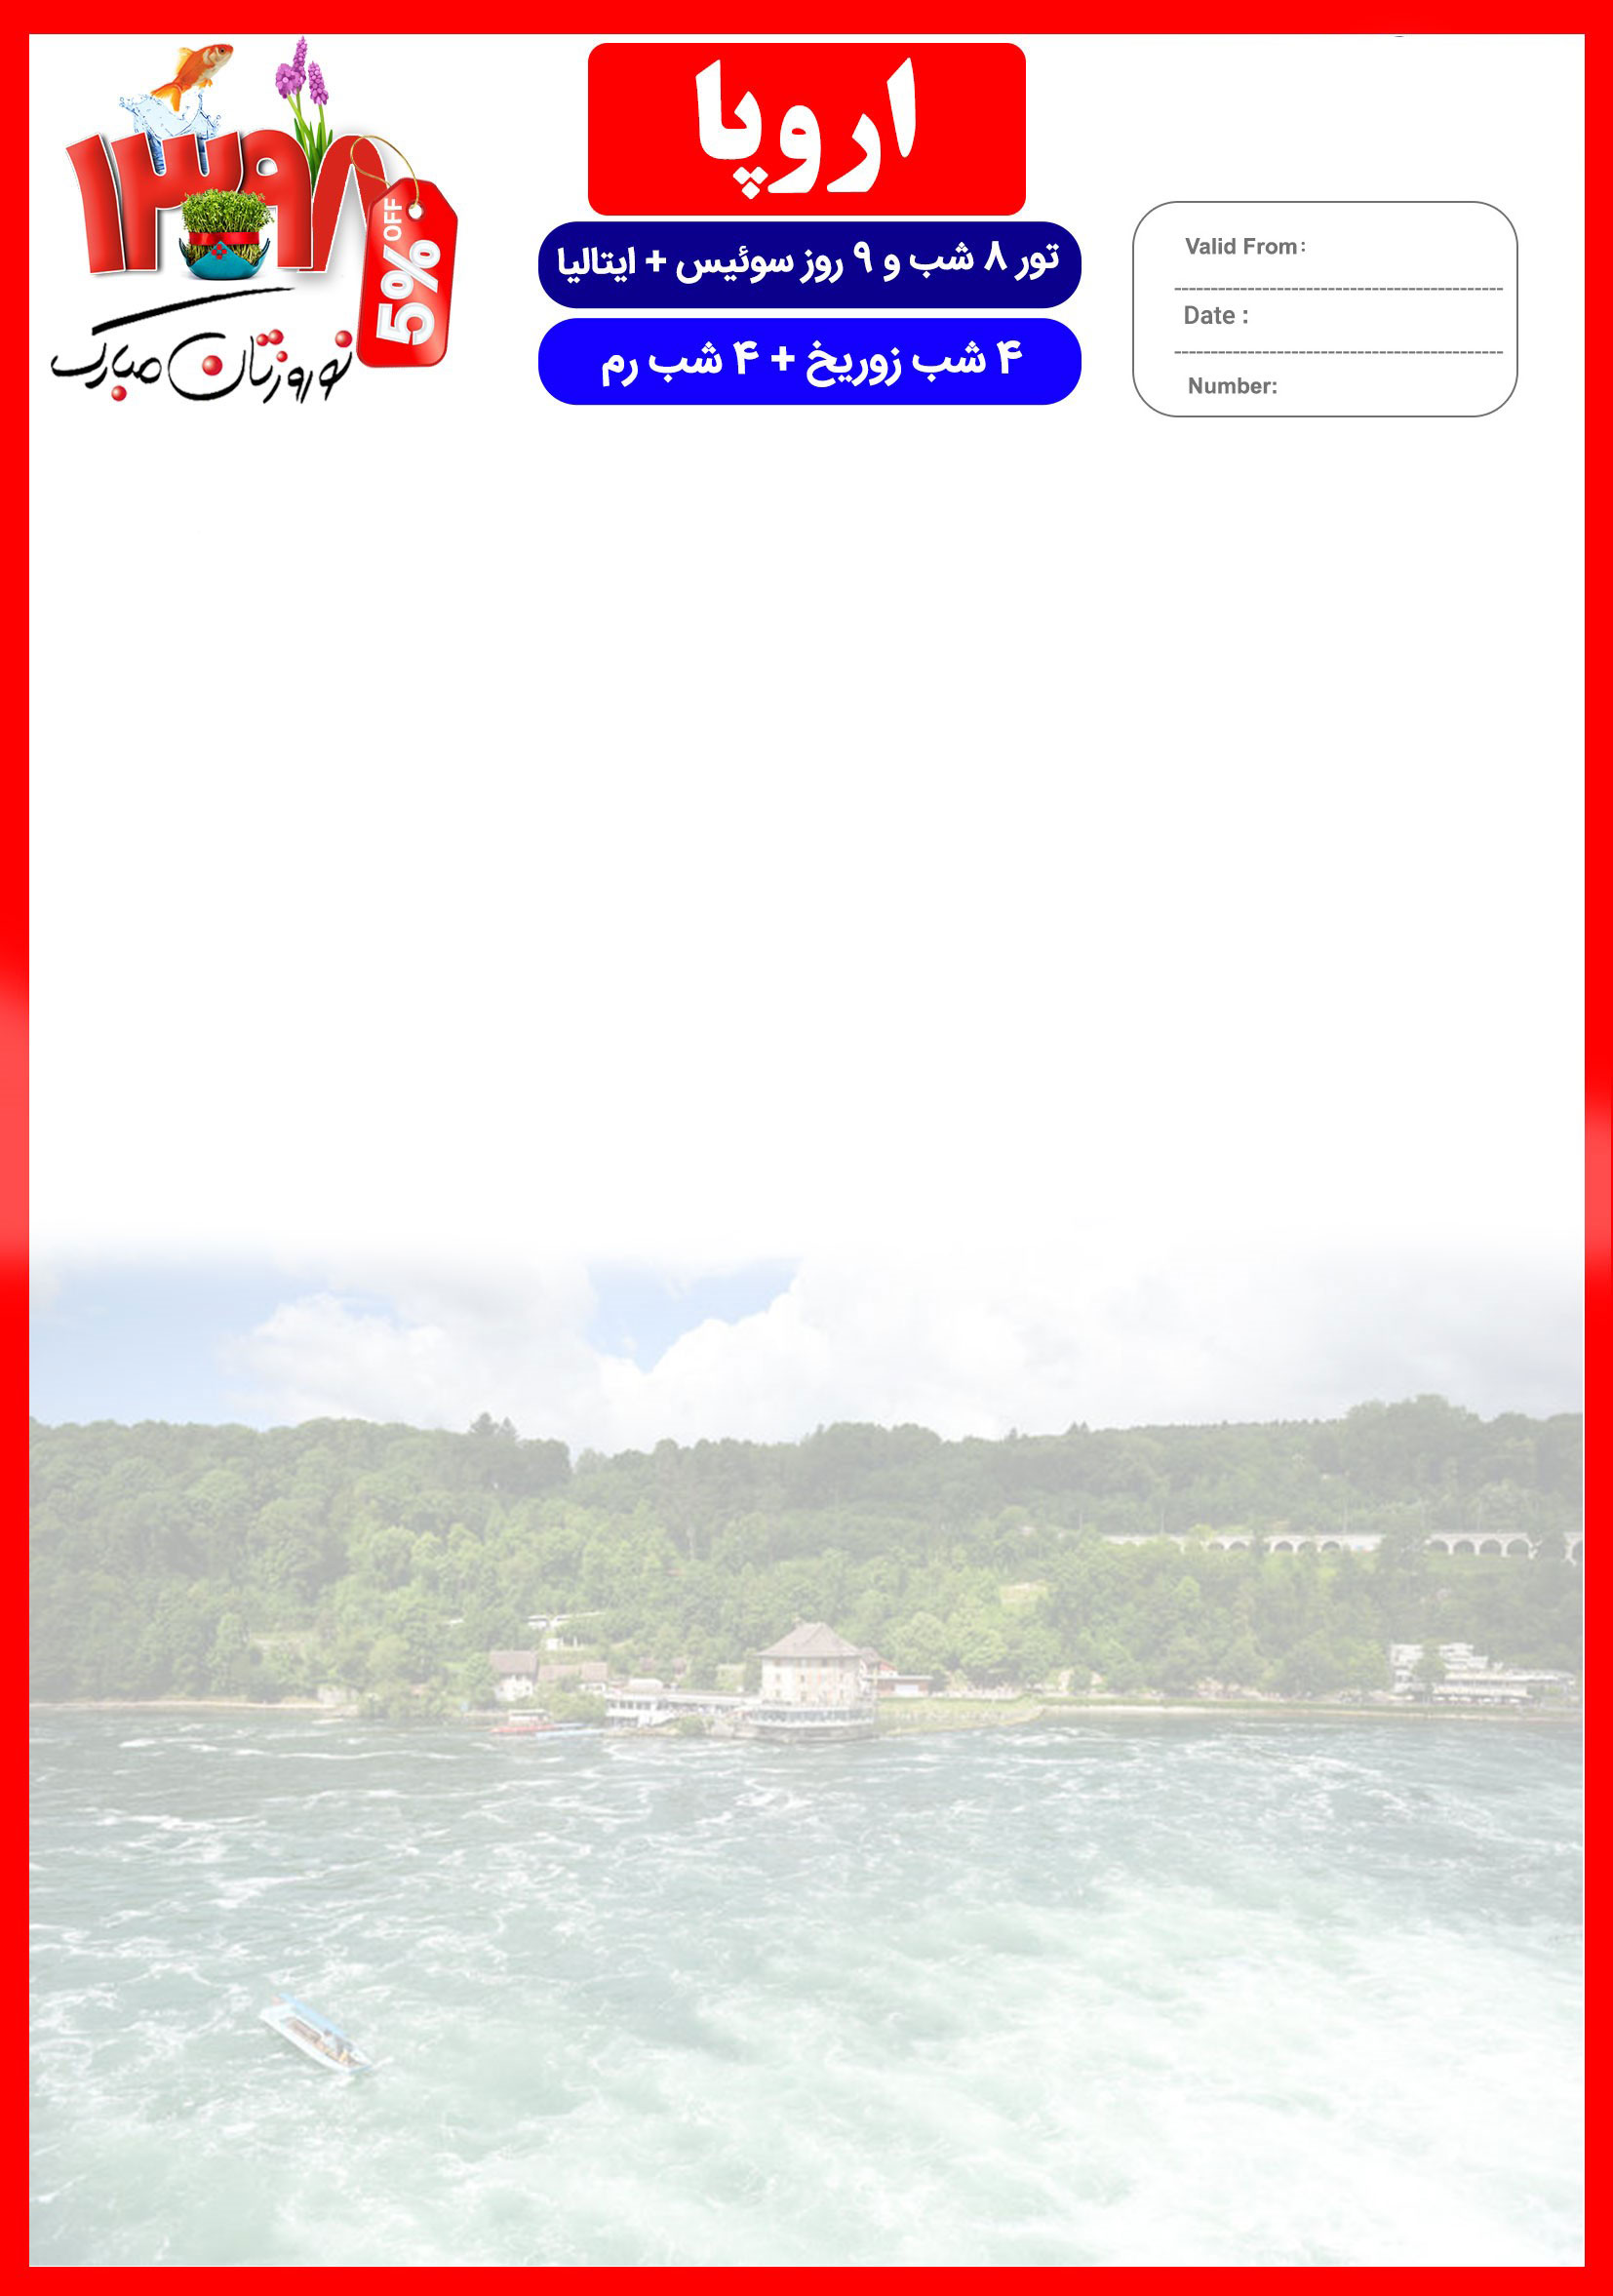 ۱۳۹۸
5% OFF
نوروزتان مبارک
اروپا
تور ۸ شب و ۹ روز سوئیس + ایتالیا
۴ شب زوریخ + ۴ شب رم
Valid From:
Date :
Number: